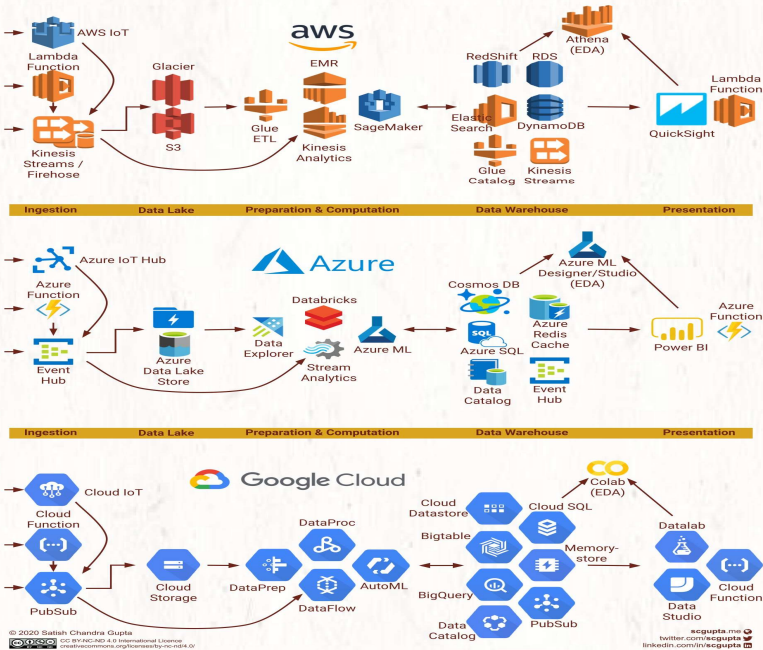 aws
AWS IoT
Lambda
Function
Kinesis
Streams /
Firehose
Glacier
S3
Glue
ETL
EMR
Kinesis
Analytics
SageMaker
RedShift
RDS
Elastic
Search
DynamoDB
Glue
Catalog
Kinesis
Streams
Athena
(EDA)
QuickSight
Lambda
Function
Ingestion
Data Lake
Preparation & Computation
Data Warehouse
Presentation
Azure
Azure IoT Hub
Azure
Function
Event
Hub
Azure
Data Lake
Store
Data
Explorer
Databricks
Stream
Analytics
Azure ML
Cosmos DB
Azure
Redis
Cache
SQL
Azure SQL
Data
Catalog
Event
Hub
Azure ML
Designer/Studio
(EDA)
Power BI
Azure
Function
Ingestion
Data Lake
Preparation & Computation
Data Warehouse
Presentation
Google Cloud
Cloud IoT
Cloud
Function
PubSub
Cloud
Storage
DataPrep
DataProc
DataFlow
AutoML
Cloud
Datastore
Cloud SQL
Bigtable
Memory-
store
BigQuery
PubSub
Data
Catalog
Colab
(EDA)
Datalab
Data
Studio
Cloud
Function
© 2020 Satish Chandra Gupta
CC BY-NC-ND 4.0 International Licence
creativecommons.org/licenses/by-nc-nd/4.0/
scgupta.me
twitter.com/scgupta
linkedin.com/in/scgupta